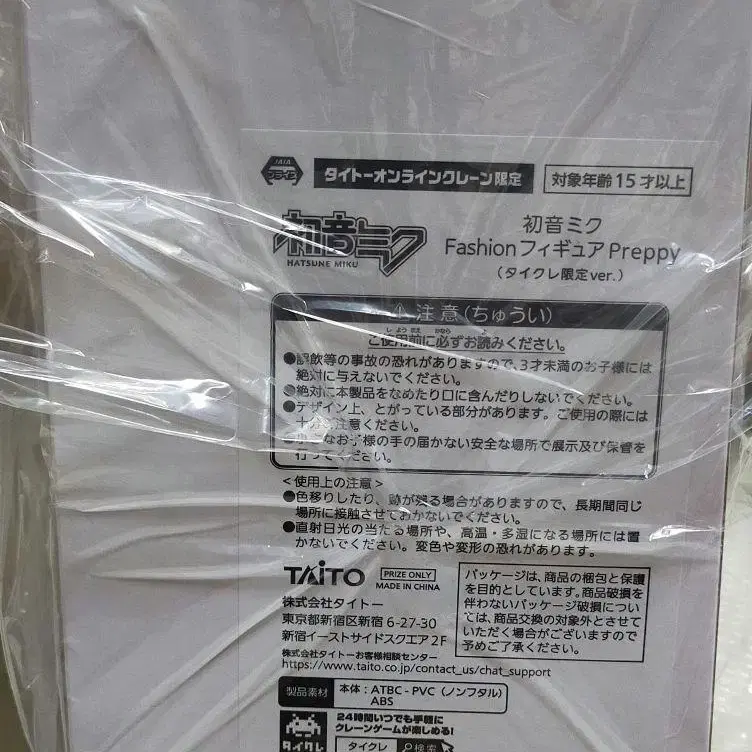 JAIA
プライズ
タイトーオンラインクレーン限定
対象年齢15才以上
初音ミク
HATSUNE MIKU
初音ミク
FashionフィギュアPreppy
(タイクレ限定ver.)
注意(ちゅうい)
しようまえ かなら よ
ご使用前に必ずお読みください。
●誤飲等の事故の恐れがありますので、3才未満のお子様には
絶対に与えないでください。
●絶対に本製品をなめたり口に含んだりしないでください。
●デザイン上、とがっている部分があります。ご使用の際には
十分ご注意ください。
なお子様の手の届かない安全な場所で展示及び保管を
行ってください。
<使用上の注意>
●色移りしたり、跡が残る場合がありますので、長期間同じ
場所に接触させておかないでください。
●直射日光の当たる場所や、高温・多湿になる場所には置
かないでください。変色や変形の恐れがあります。
TAITO
PRIZE ONLY
MADE IN CHINA
株式会社タイトー
東京都新宿区新宿 6-27-30
新宿イーストサイドスクエア2F
株式会社タイトーお客様相談センター
https://www.taito.co.jp/contact_us/chat_support
パッケージは、商品の梱包と保護
を目的としています。商品破損を
伴わないパッケージ破損につい
ては、商品交換の対象外とさせて
いただく場合がございますので
予めご了承ください。
製品素材
本体:ATBC-PVC(ノンフタル)
ABS
24時間いつでも手軽に
クレーンゲームが楽しめる!
タイクレ
タイクレ
検索